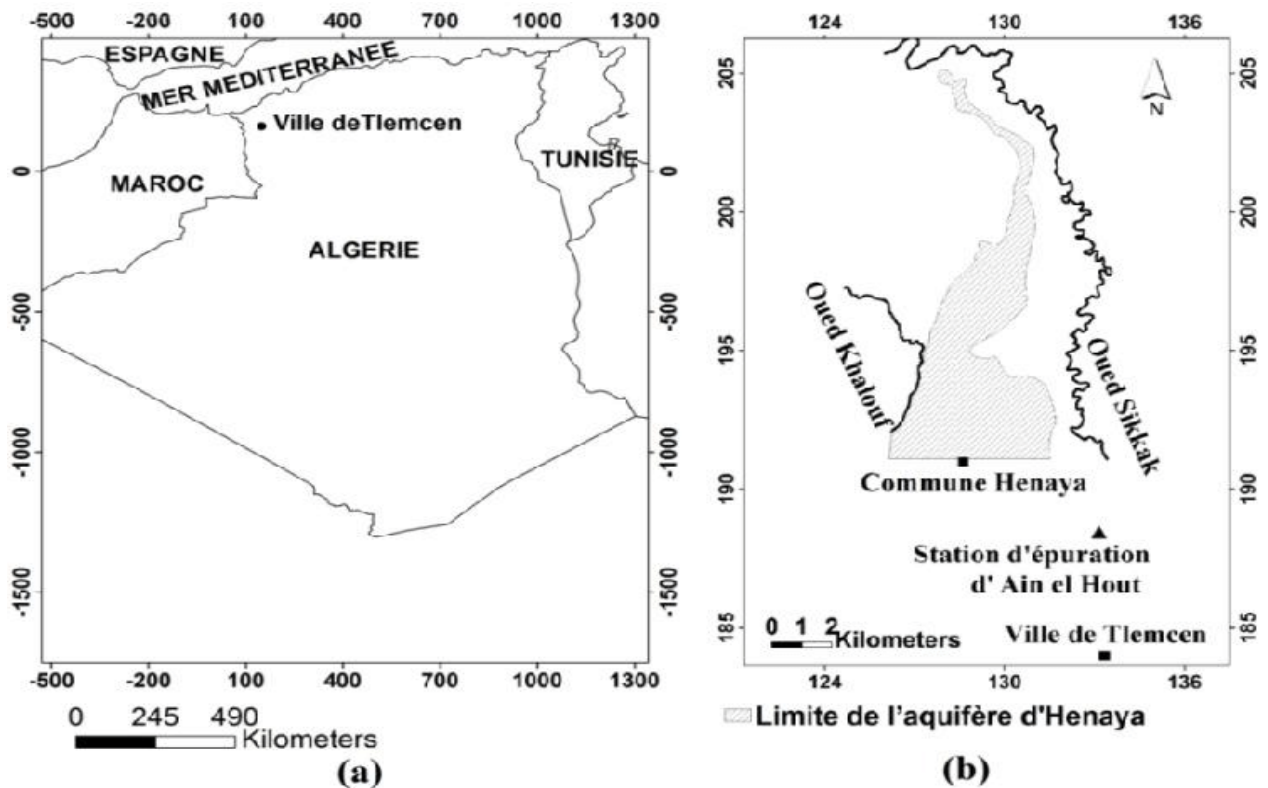 -500 -200 100 400 700 1000 1300
ESPAGNE
MER MEDITERRANEE
Ville deTlemcen
TUNISIE
MAROC
ALGERIE
0
-500
-1000
-1500
0
-500
-1000
-1500
-500 -200 100 400 700 1000 1300
0 245 490
Kilometers
(a)
124 130 136
205
200
195
190
185
205
200
195
190
185
N
Oued Khalouf
Oued Sikkak
Commune Henaya
Station d'épuration
d' Ain el Hout
0 1 2
Kilometers
Ville de Tlemcen
124 130 136
Limite de l'aquifère d'Henaya
(b)